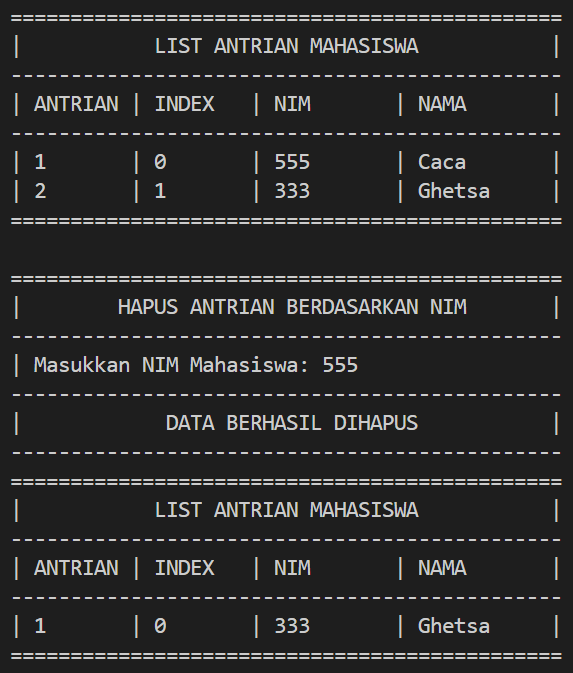 ==============================================
|           LIST ANTRIAN MAHASISWA           |
----------------------------------------------
| ANTRIAN | INDEX   | NIM       | NAMA       |
----------------------------------------------
| 1       | 0       | 555       | Caca       |
| 2       | 1       | 333       | Ghetsa     |
==============================================

==============================================
|        HAPUS ANTRIAN BERDASARKAN NIM       |
----------------------------------------------
| Masukkan NIM Mahasiswa: 555
----------------------------------------------
|            DATA BERHASIL DIHAPUS           |
----------------------------------------------
==============================================
|           LIST ANTRIAN MAHASISWA           |
----------------------------------------------
| ANTRIAN | INDEX   | NIM       | NAMA       |
----------------------------------------------
| 1       | 0       | 333       | Ghetsa     |
==============================================